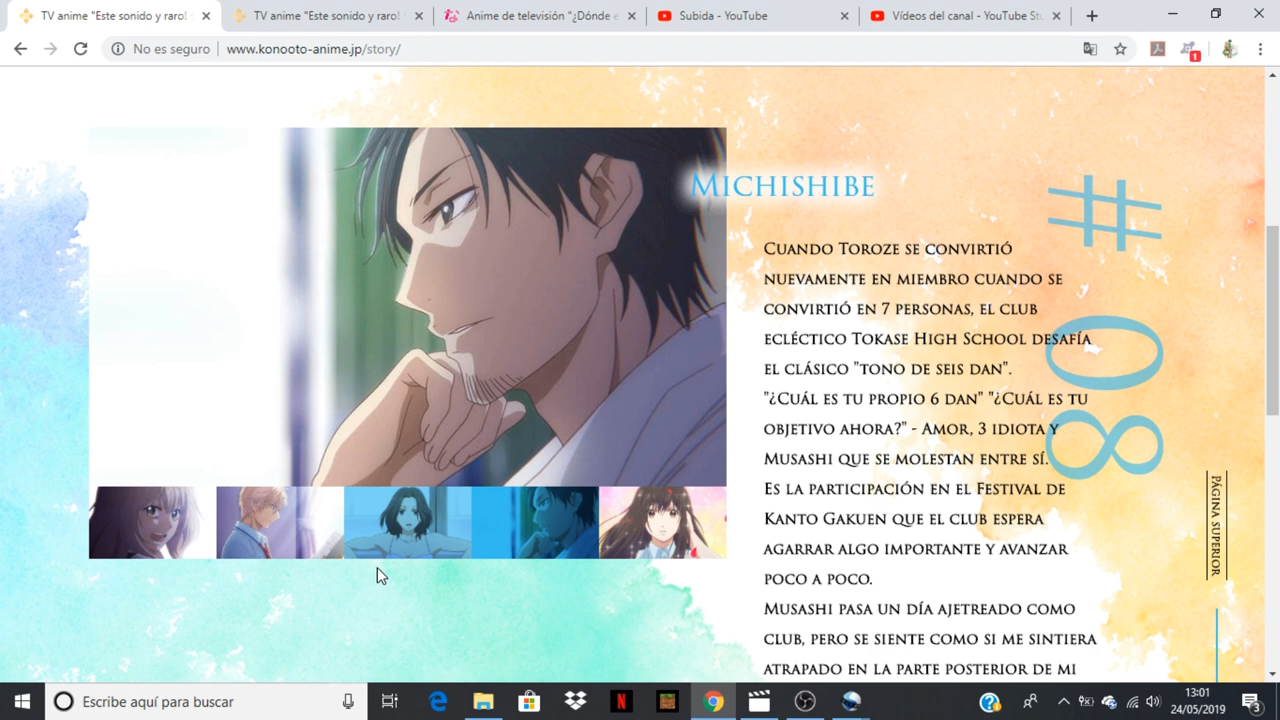 TV anime "Este sonido y raro!
TV anime "Este sonido y raro!
Anime de televisión "¿Dónde e
Subida - YouTube
Vídeos del canal - YouTube Stu
No es seguro
www.konooto-anime.jp/story/
1
Michishibe
#08
Cuando Toroze se convirtió
nuevamente en miembro cuando se
convirtió en 7 personas, el club
ecléctico Tokase High School desafía
el clásico "tono de seis dan".
"¿Cuál es tu propio 6 dan" "¿Cuál es tu
objetivo ahora?" - Amor, 3 idiota y
Musashi que se molestan entre sí.
Es la participación en el Festival de
Kanto Gakuen que el club espera
agarrar algo importante y avanzar
poco a poco.
Musashi pasa un día ajetreado como
club, pero se siente como si me sintiera
atrapado en la parte posterior de mi
Página superior
Escribe aquí para buscar
13:01
24/05/2019
3